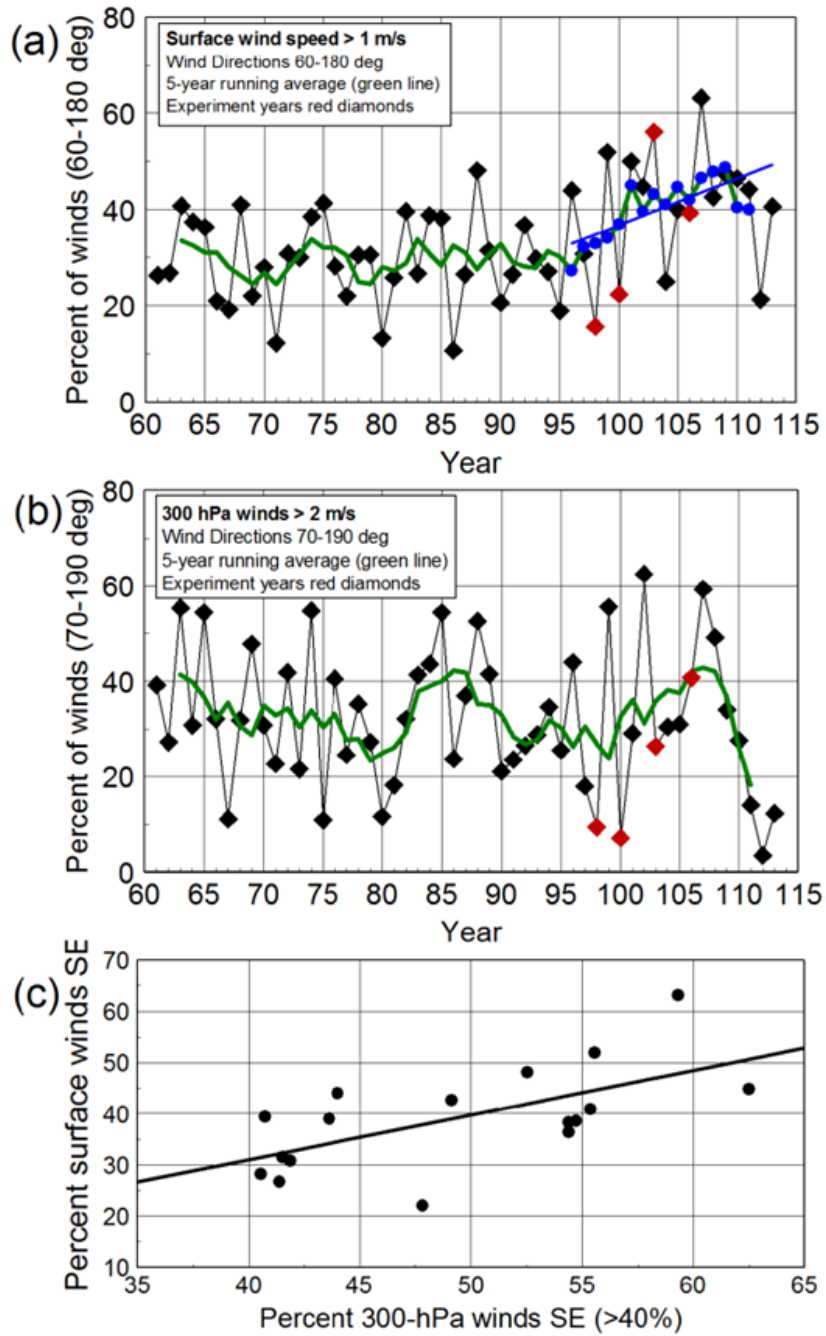 (a)
Percent of winds (60-180 deg)
80
60
40
20
0
Surface wind speed > 1 m/s
Wind Directions 60-180 deg
5-year running average (green line)
Experiment years red diamonds
60 65 70 75 80 85 90 95 100 105 110 115
Year
(b)
Percent of winds (70-190 deg)
80
60
40
20
0
300 hPa winds > 2 m/s
Wind Directions 70-190 deg
5-year running average (green line)
Experiment years red diamonds
60 65 70 75 80 85 90 95 100 105 110 115
Year
(c)
Percent surface winds SE
70
60
50
40
30
20
10
35 40 45 50 55 60 65
Percent 300-hPa winds SE (>40%)